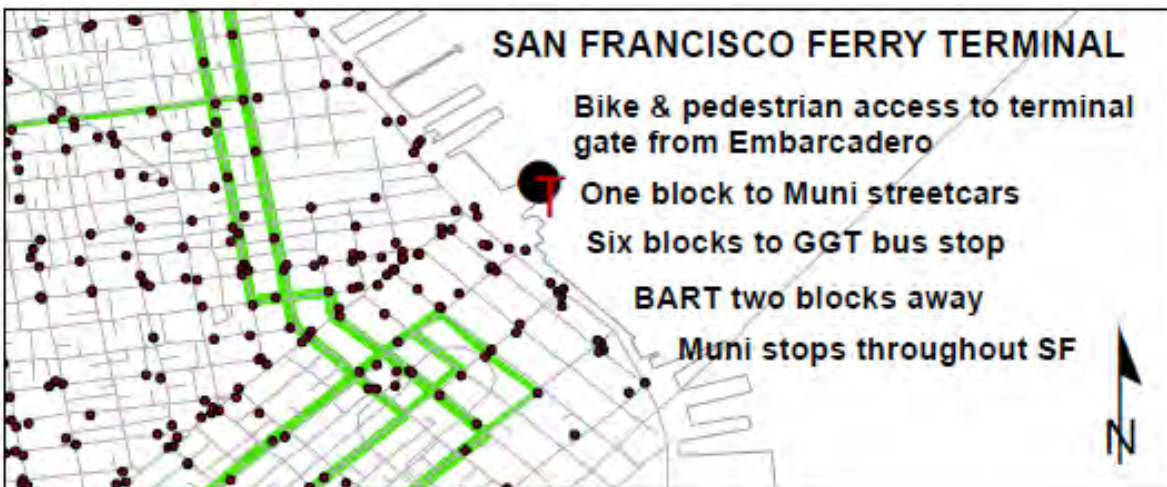 SAN FRANCISCO FERRY TERMINAL
Bike & pedestrian access to terminal
gate from Embarcadero
T
One block to Muni streetcars
Six blocks to GGT bus stop
BART two blocks away
Muni stops throughout SF
N